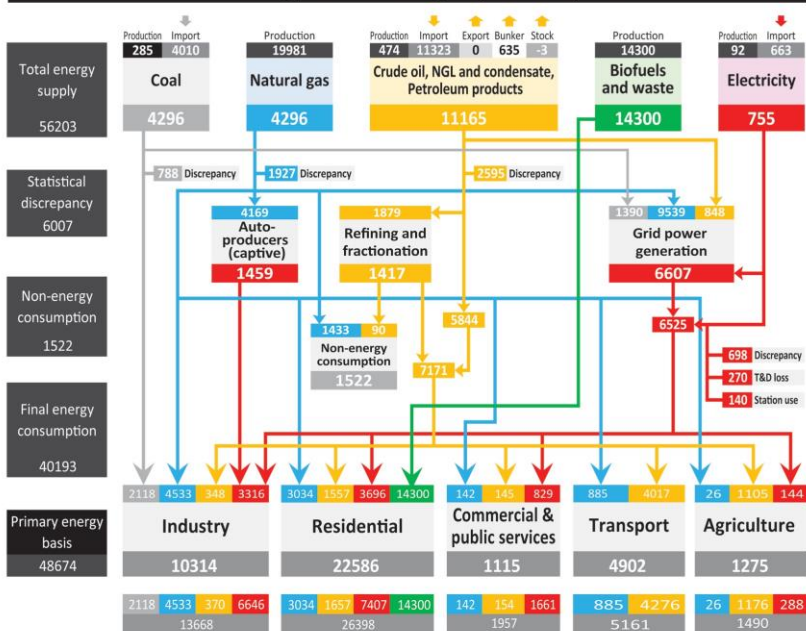 Production Import
285 4010
Coal
4296
Production
19981
Natural gas
4296
Production Import Export Bunker Stock
474 11323 0 635 -3
Crude oil, NGL and condensate,
Petroleum products
11165
Production
14300
Biofuels
and waste
14300
Production Import
92 663
Electricity
755
Total energy
supply
56203
Statistical
discrepancy
6007
788 Discrepancy
1927 Discrepancy
2595 Discrepancy
4169
Auto-
producers
(captive)
1459
1879
Refining and
fractionation
1417
1390 9539 848
Grid power
generation
6607
Non-energy
consumption
1522
1433 90
Non-energy
consumption
1522
5844
7171
6525
698 Discrepancy
270 T&D loss
140 Station use
Final energy
consumption
40193
2118 4533 348 3316
Industry
10314
3034 1557 3696 14300
Residential
22586
142 145 829
Commercial &
public services
1115
885 4017
Transport
4902
26 1105 144
Agriculture
1275
Primary energy
basis
48674
2118 4533 370 6646
13668
3034 1657 7407 14300
26398
142 154 1661
1957
885 4276
5161
26 1176 288
1490